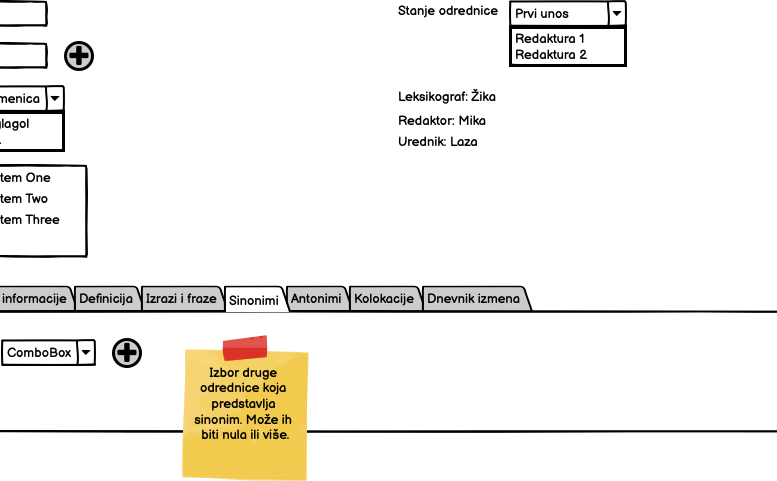 Stanje odrednice Prvi unos
Redaktura 1
Redaktura 2
menica
glagol
Leksikograf: Žika
Redaktor: Mika
Urednik: Laza
tem One
tem Two
tem Three
informacije Definicija Izrazi i fraze Sinonimi Antonimi Kolokacije Dnevnik izmena
ComboBox
Izbor druge
odrednice koja
predstavlja
sinonim. Može ih
biti nula ili više.